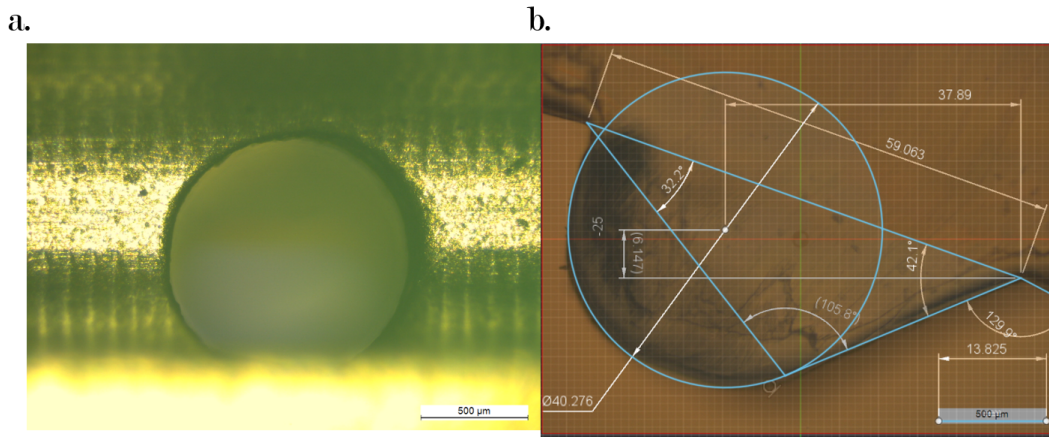 a.
b.
37.89
59.063
32.2°
-25
(6.147)
42.1°
(105.8°)
129.9°
13.825
Ø40.276
500 µm
500 µm